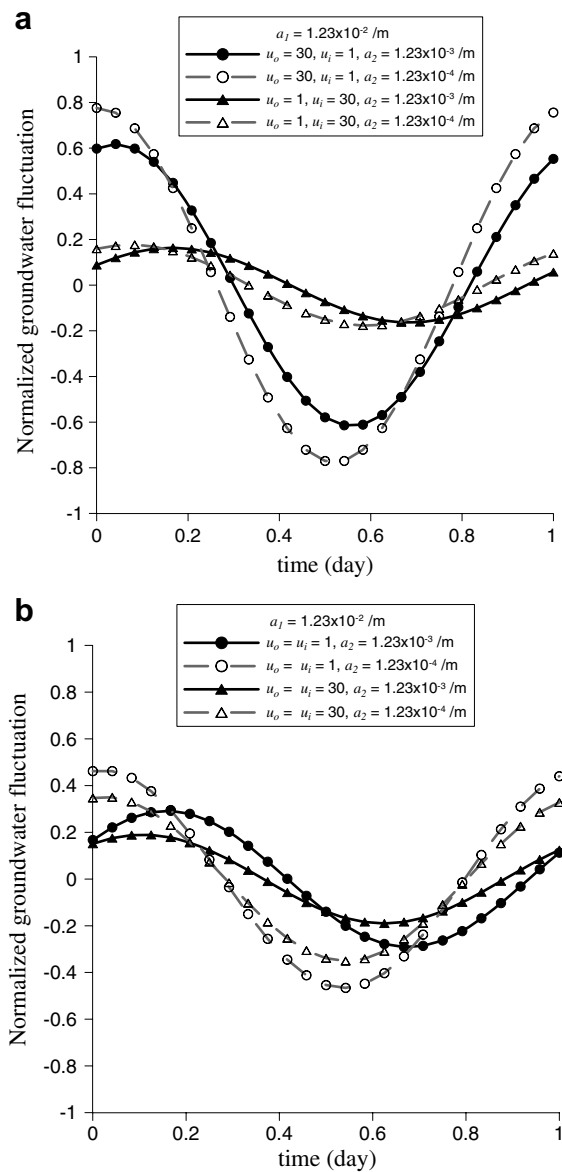 a
a1 = 1.23x10-2 /m
uo = 30, ui = 1, a2 = 1.23x10-3 /m
uo = 30, ui = 1, a2 = 1.23x10-4 /m
uo = 1, ui = 30, a2 = 1.23x10-3 /m
uo = 1, ui = 30, a2 = 1.23x10-4 /m
1
0.8
0.6
0.4
0.2
0
-0.2
-0.4
-0.6
-0.8
-1
Normalized groundwater fluctuation
0 0.2 0.4 0.6 0.8 1
time (day)
b
a1 = 1.23x10-2 /m
uo = ui = 1, a2 = 1.23x10-3 /m
uo = ui = 1, a2 = 1.23x10-4 /m
uo = ui = 30, a2 = 1.23x10-3 /m
uo = ui = 30, a2 = 1.23x10-4 /m
1
0.8
0.6
0.4
0.2
0
-0.2
-0.4
-0.6
-0.8
-1
Normalized groundwater fluctuation
0 0.2 0.4 0.6 0.8 1
time (day)